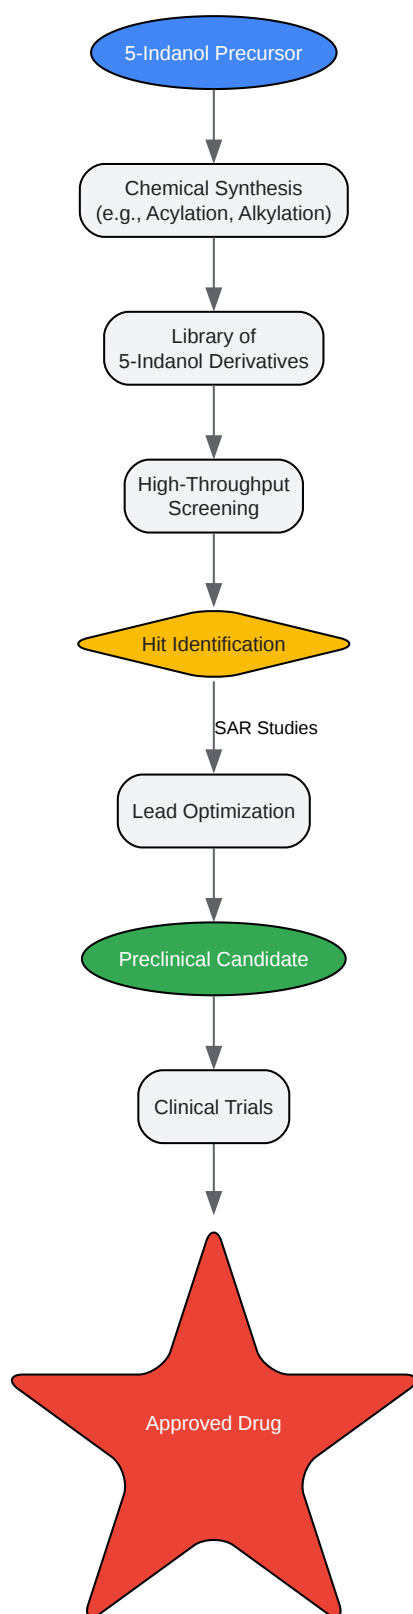 5-Indanol Precursor
Chemical Synthesis
(e.g., Acylation, Alkylation)
Library of
5-Indanol Derivatives
High-Throughput
Screening
Hit Identification
SAR Studies
Lead Optimization
Preclinical Candidate
Clinical Trials
Approved Drug